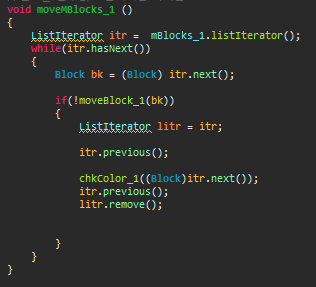 void moveMBlocks_1 ()
{
ListIterator itr =  mBlocks_1.listIterator();
while(itr.hasNext())
{
Block bk = (Block) itr.next();
if(!moveBlock_1(bk))
{
ListIterator litr = itr;
itr.previous();
chkColor_1((Block)itr.next());
itr.previous();
litr.remove();
}
}
}